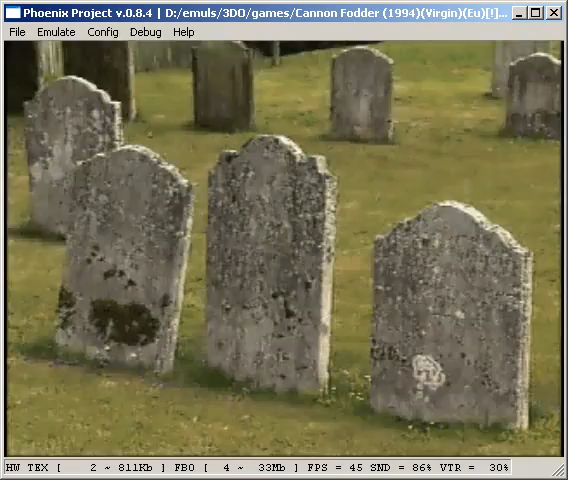 Phoenix Project v.0.8.4 | D:/emuls/3DO/games/Cannon Fodder (1994)(Virgin)(Eu)[!]...
File Emulate Config Debug Help
HW TEX [ 2 ~ 811Kb ] FBO [ 4 ~ 33Mb ] FPS = 45 SND = 86% VTR = 30%